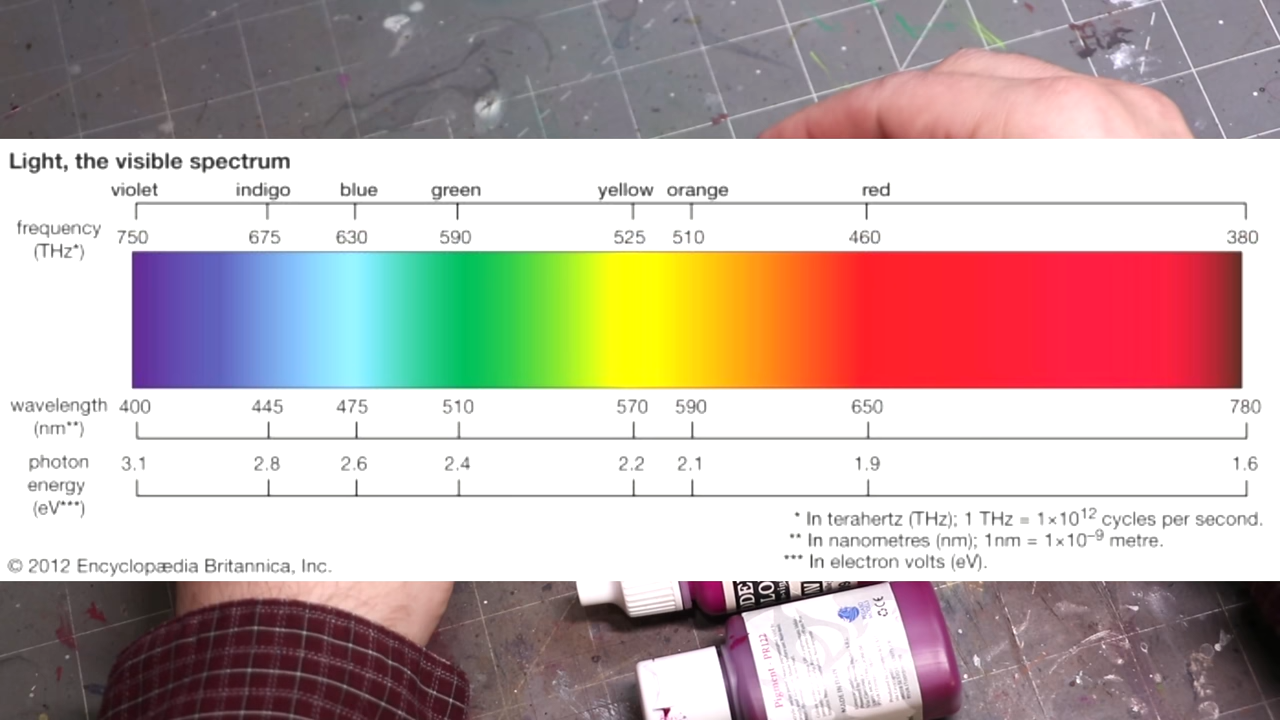 Light, the visible spectrum
violet indigo blue green yellow orange red
frequency (THz*) 750 675 630 590 525 510 460 380
wavelength (nm**) 400 445 475 510 570 590 650 780
photon energy (eV***) 3.1 2.8 2.6 2.4 2.2 2.1 1.9 1.6
* In terahertz (THz); 1 THz = 1×10¹² cycles per second.
** In nanometres (nm); 1nm = 1×10⁻⁹ metre.
*** In electron volts (eV).
© 2012 Encyclopædia Britannica, Inc.
Pigment PR122